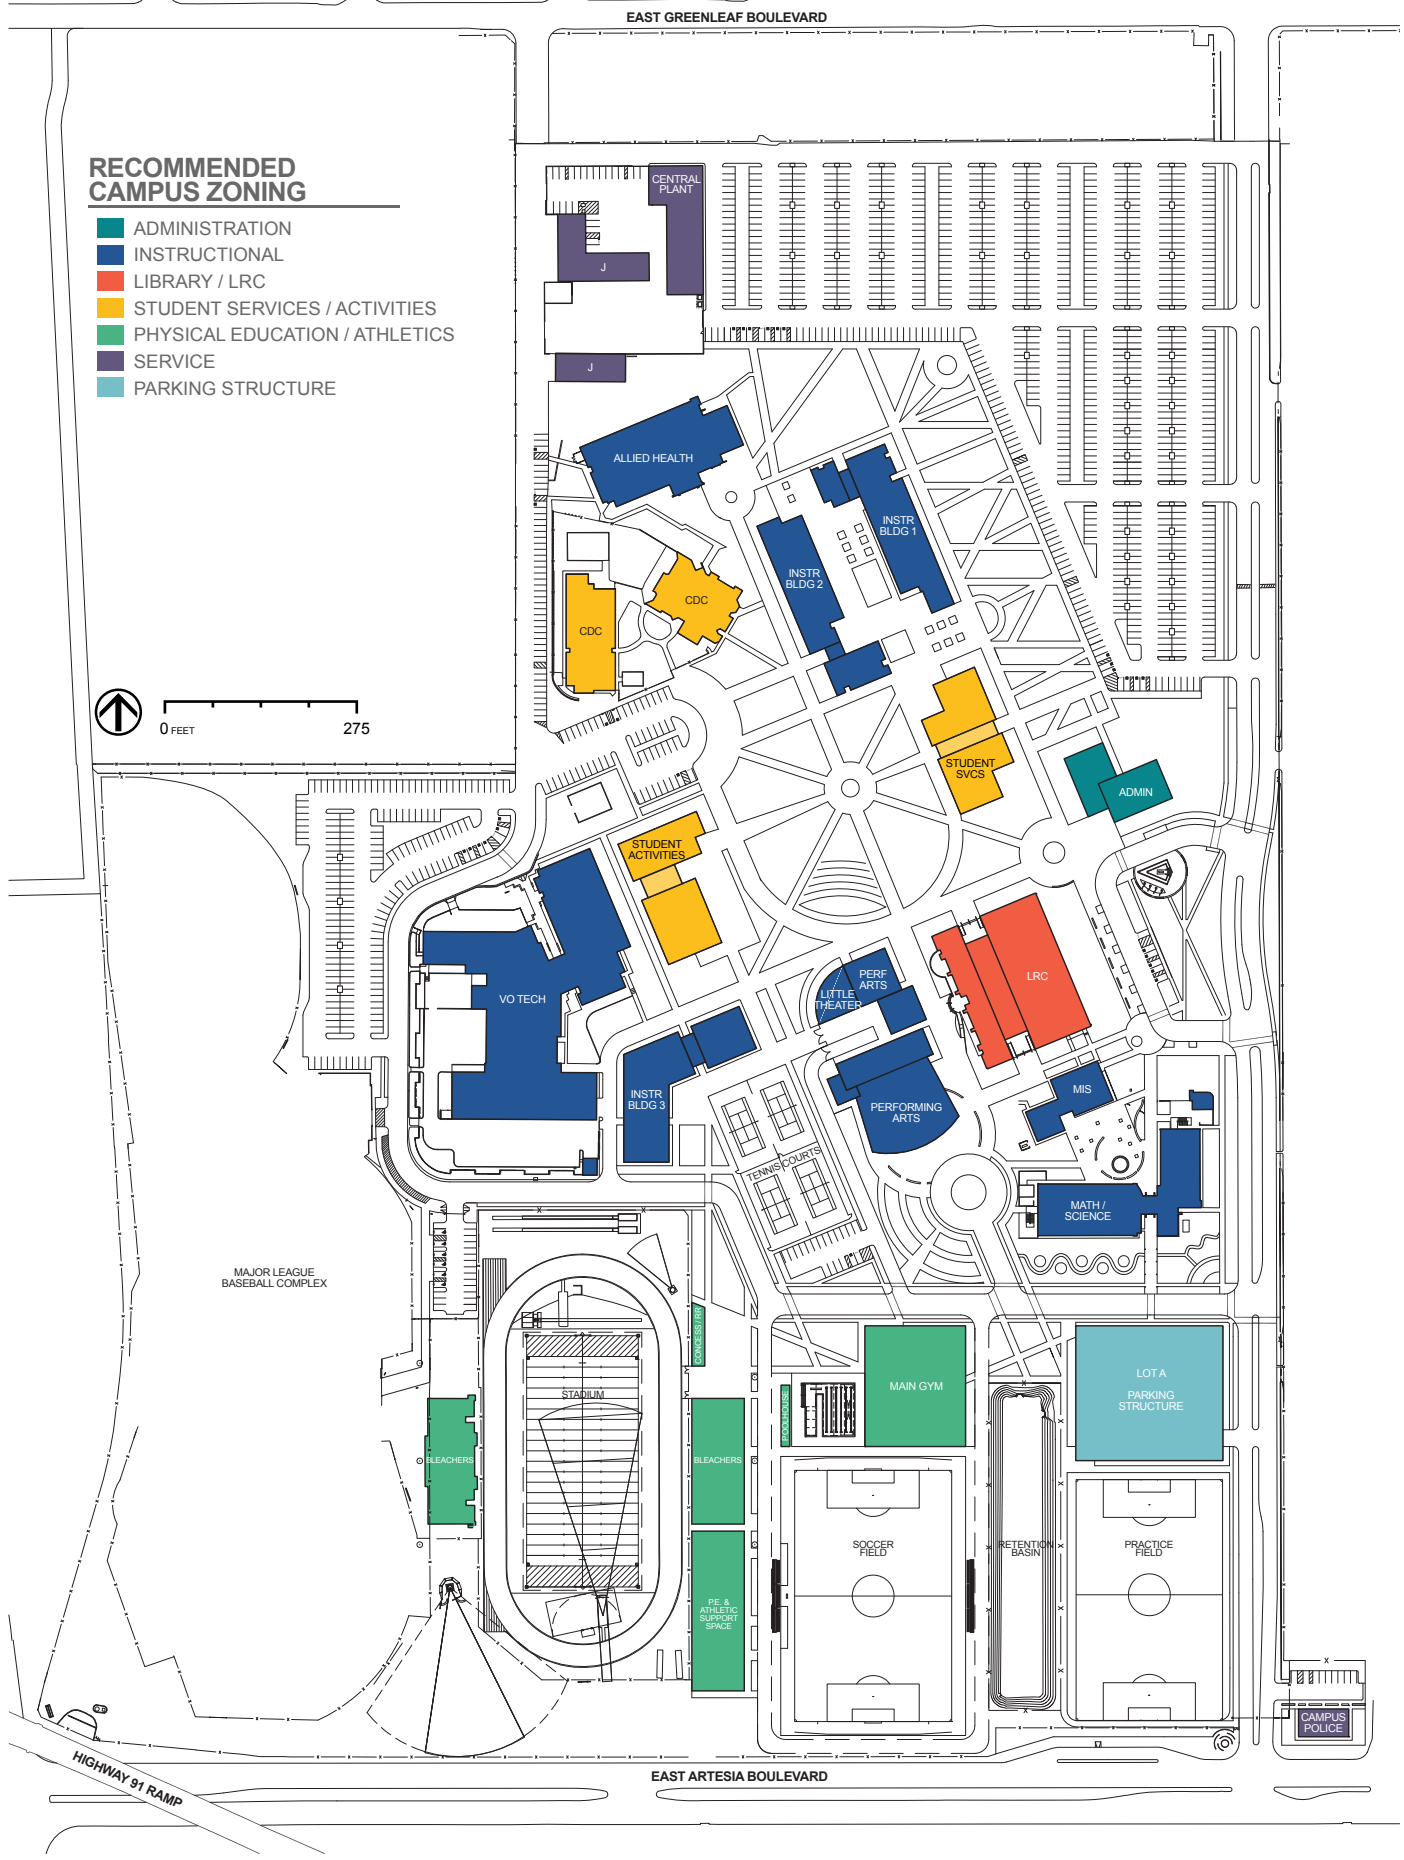 EAST GREENLEAF BOULEVARD
RECOMMENDED
CAMPUS ZONING
ADMINISTRATION
INSTRUCTIONAL
LIBRARY / LRC
STUDENT SERVICES / ACTIVITIES
PHYSICAL EDUCATION / ATHLETICS
SERVICE
PARKING STRUCTURE
CENTRAL
PLANT
J
J
ALLIED HEALTH
INSTR
BLDG 1
INSTR
BLDG 2
CDC
CDC
0 FEET
275
STUDENT
SVCS
ADMIN
STUDENT
ACTIVITIES
VO TECH
PERF
ARTS
LITTLE
THEATER
LRC
INSTR
BLDG 3
MIS
PERFORMING
ARTS
TENNIS COURTS
MATH /
SCIENCE
MAJOR LEAGUE
BASEBALL COMPLEX
CONCESS / RR
STADIUM
MAIN GYM
POOLHOUSE
LOT A
PARKING
STRUCTURE
BLEACHERS
BLEACHERS
SOCCER
FIELD
RETENTION
BASIN
PRACTICE
FIELD
P.E. &
ATHLETIC
SUPPORT
SPACE
CAMPUS
POLICE
HIGHWAY 91 RAMP
EAST ARTESIA BOULEVARD